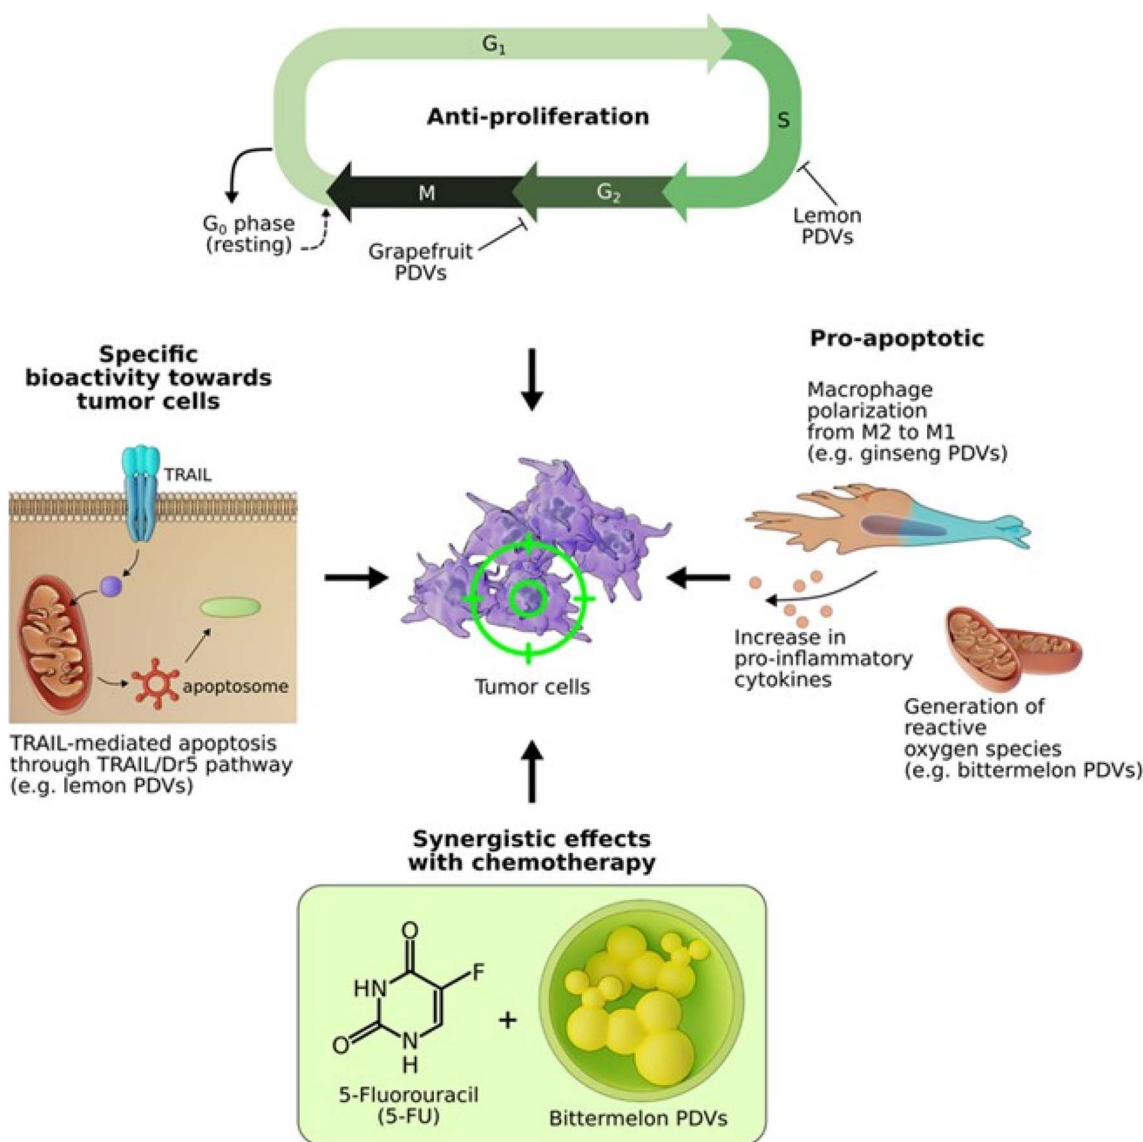 G₁
Anti-proliferation
S
M
G₂
G₀ phase
(resting)
Grapefruit
PDVs
Lemon
PDVs
Specific
bioactivity towards
tumor cells
TRAIL
apoptosome
TRAIL-mediated apoptosis
through TRAIL/Dr5 pathway
(e.g. lemon PDVs)
Tumor cells
Pro-apoptotic
Macrophage
polarization
from M2 to M1
(e.g. ginseng PDVs)
Increase in
pro-inflammatory
cytokines
Generation of
reactive
oxygen species
(e.g. bittermelon PDVs)
Synergistic effects
with chemotherapy
O
F
HN
O
N
H
+
5-Fluorouracil
(5-FU)
Bittermelon PDVs